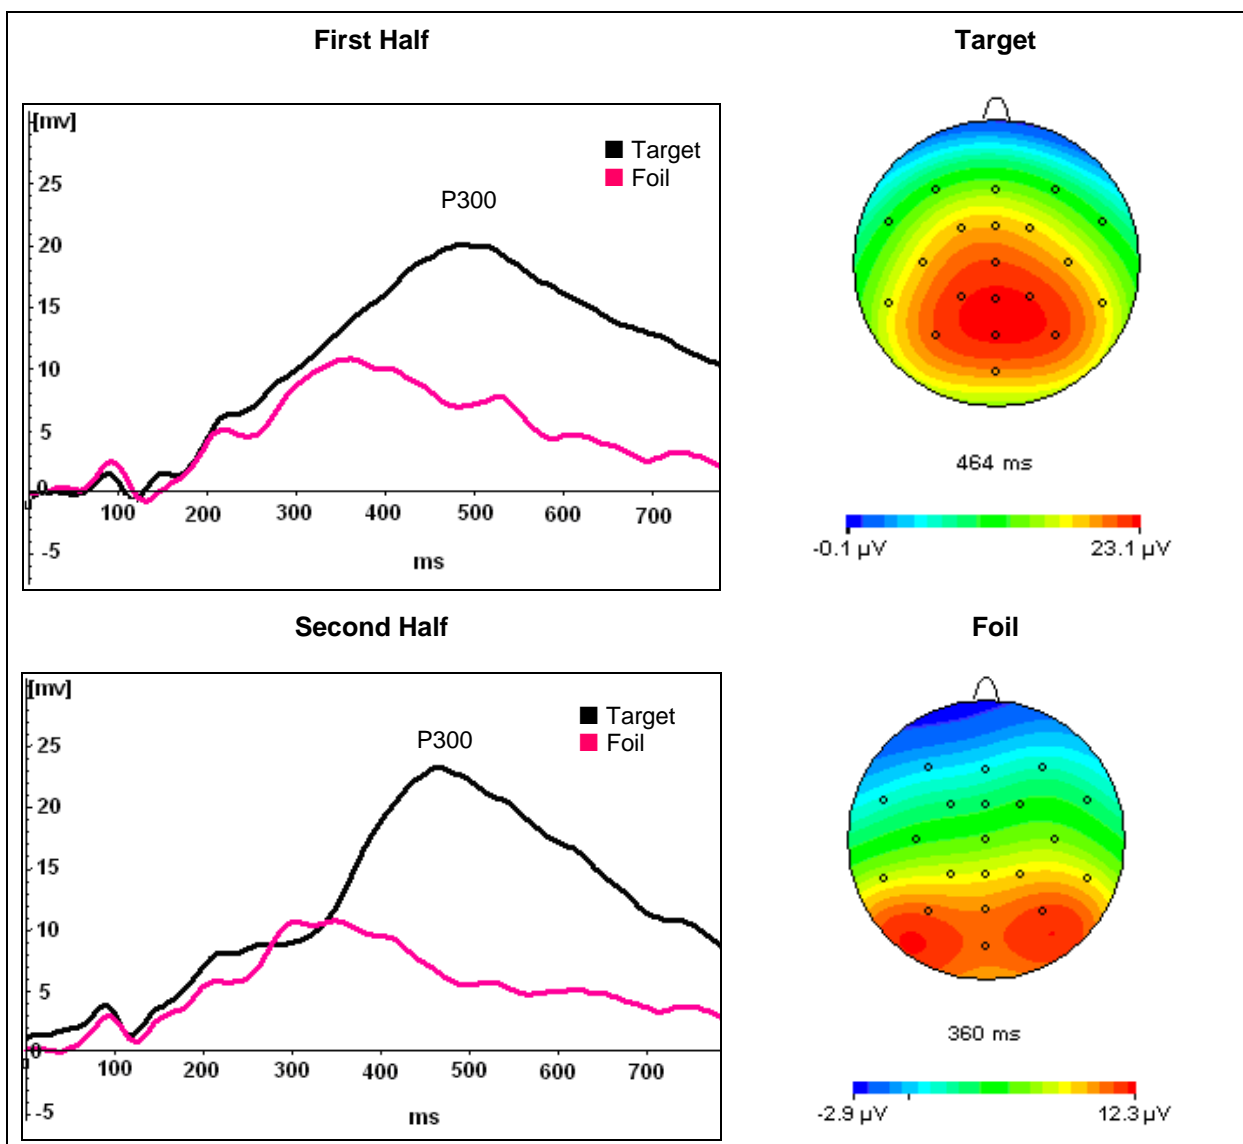 First Half
[mv]
Target
Foil
P300
25
20
15
10
5
0
-5
100 200 300 400 500 600 700
ms
Target
464 ms
-0.1 µV 23.1 µV
Second Half
[mv]
Target
Foil
P300
25
20
15
10
5
0
-5
100 200 300 400 500 600 700
ms
Foil
360 ms
-2.9 µV 12.3 µV